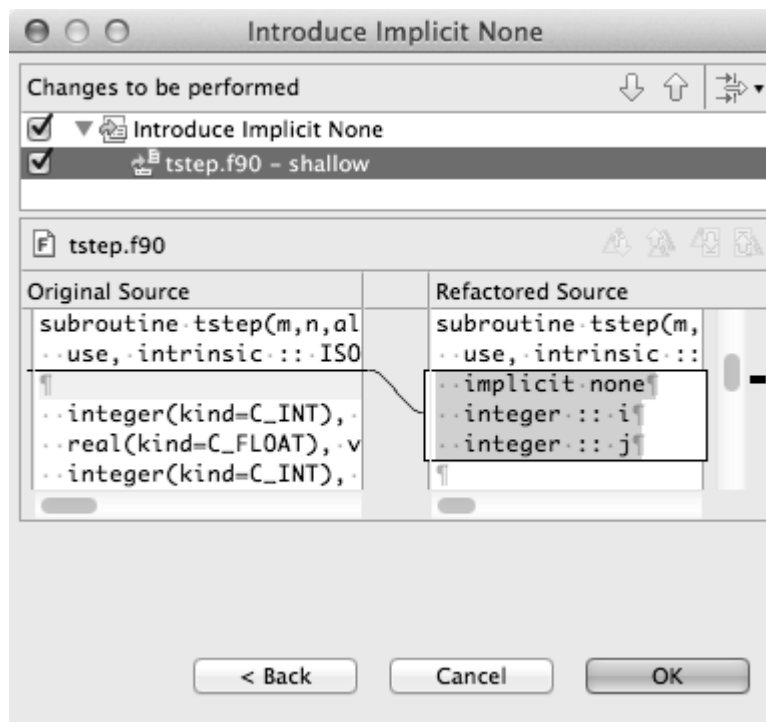 Introduce Implicit None
Changes to be performed
Introduce Implicit None
tstep.f90 – shallow
F tstep.f90
Original Source
subroutine·tstep(m,n,al
··use,·intrinsic·::·ISO
¶
··integer(kind=C_INT),·
··real(kind=C_FLOAT),·v
··integer(kind=C_INT),·
Refactored Source
subroutine·tstep(m,
··use,·intrinsic·::
··implicit·none¶
··integer·::·i¶
··integer·::·j¶
¶
< Back
Cancel
OK